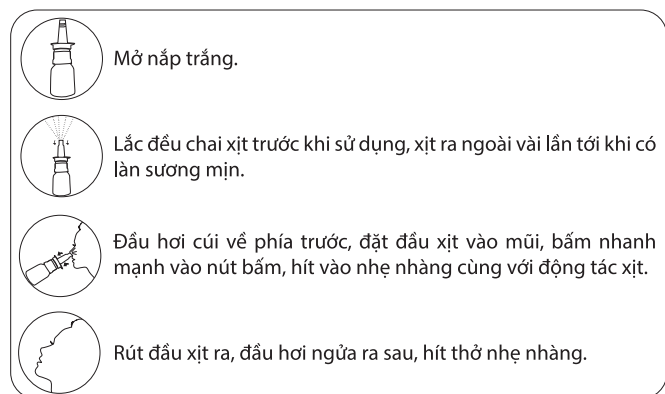 Mở nắp trắng.
Lắc đều chai xịt trước khi sử dụng, xịt ra ngoài vài lần tới khi có
làn sương mịn.
Đầu hơi cúi về phía trước, đặt đầu xịt vào mũi, bấm nhanh
mạnh vào nút bấm, hít vào nhẹ nhàng cùng với động tác xịt.
Rút đầu xịt ra, đầu hơi ngửa ra sau, hít thở nhẹ nhàng.